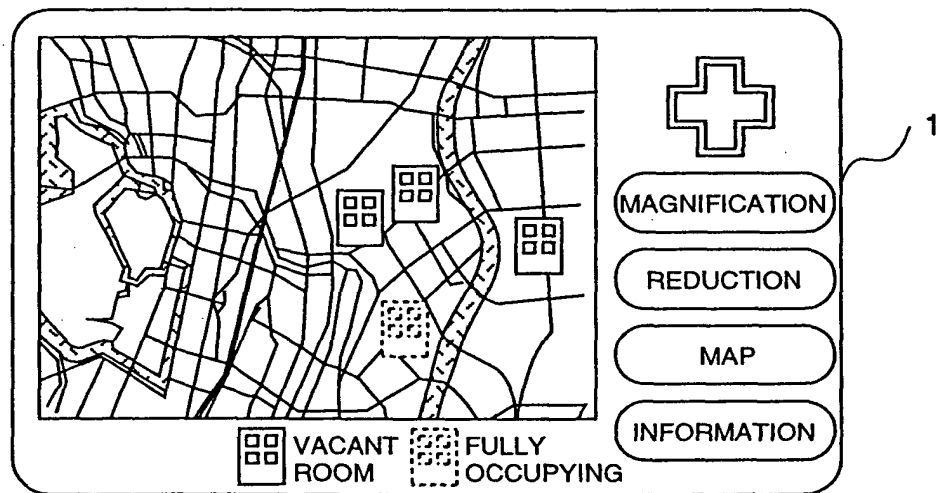 1
MAGNIFICATION
REDUCTION
MAP
INFORMATION
VACANT
ROOM
FULLY
OCCUPYING